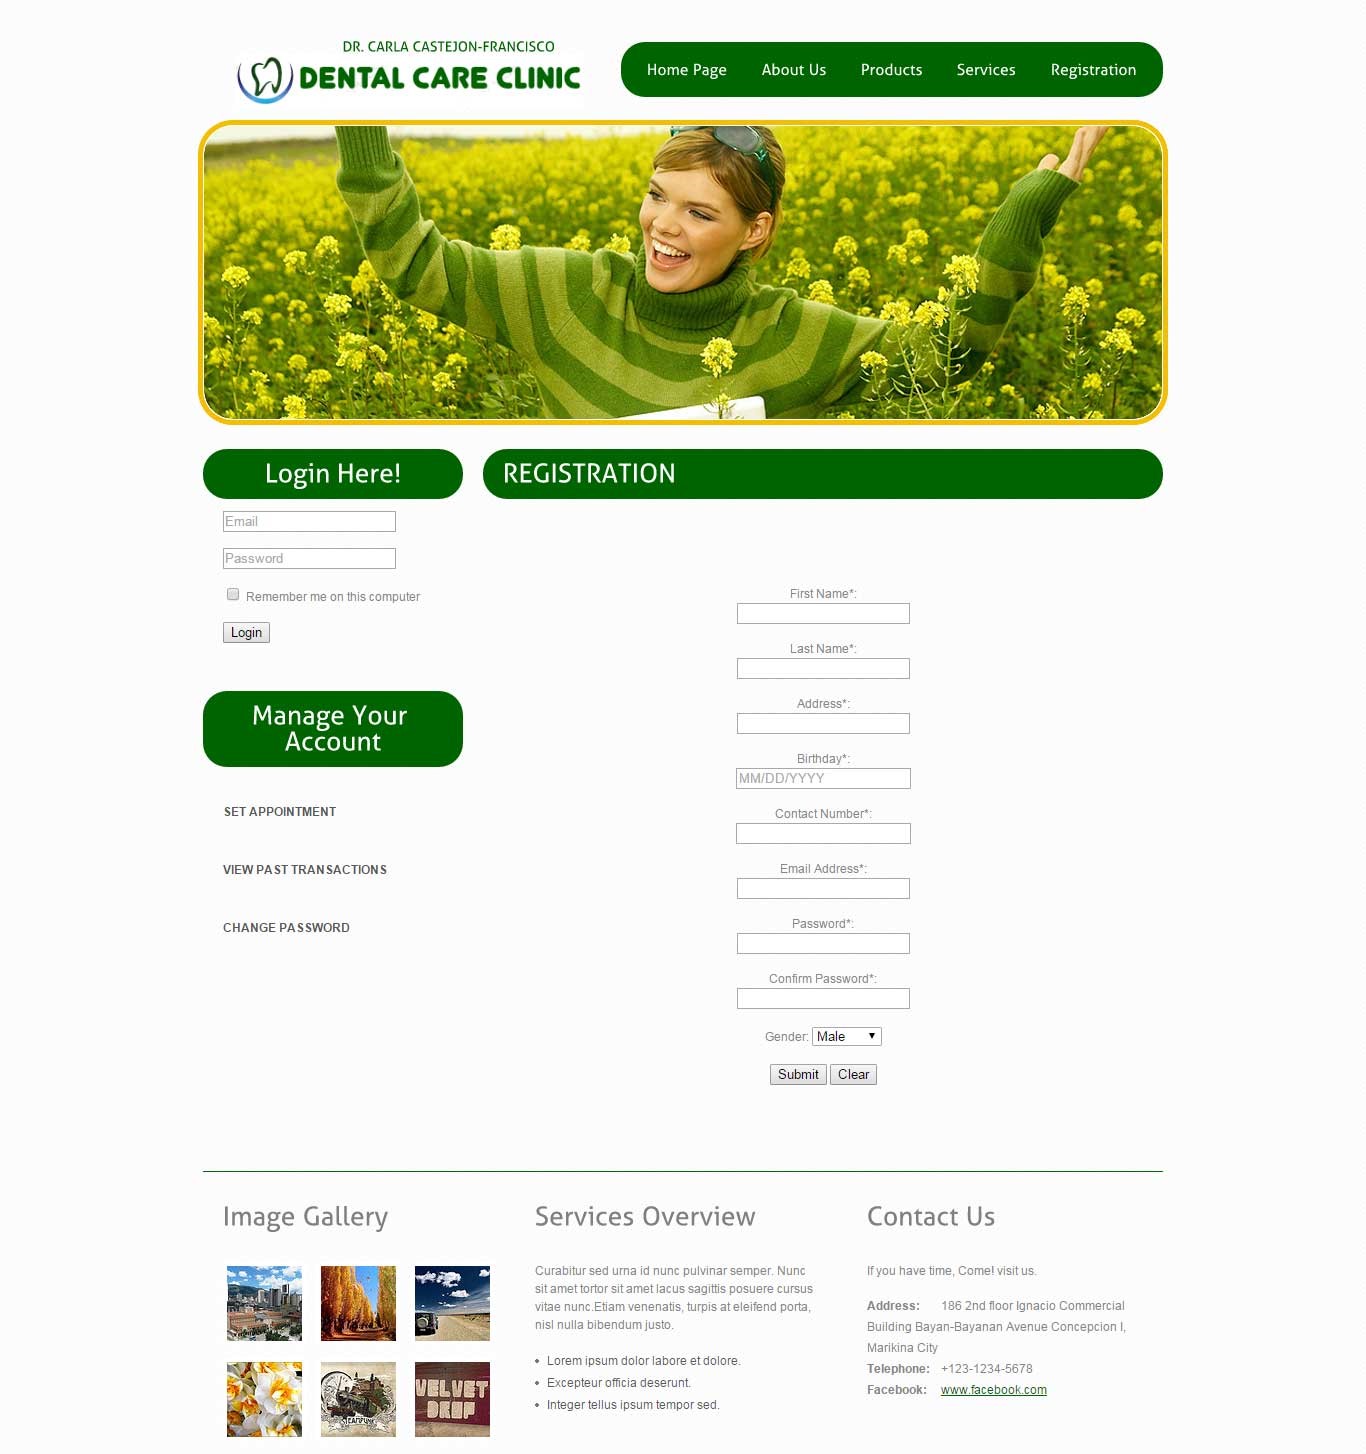 DR. CARLA CASTEJON-FRANCISCO
DENTAL CARE CLINIC
Home Page About Us Products Services Registration
Login Here!
Email
Password
Remember me on this computer
Login
Manage Your
Account
SET APPOINTMENT
VIEW PAST TRANSACTIONS
CHANGE PASSWORD
REGISTRATION
First Name*:
Last Name*:
Address*:
Birthday*:
MM/DD/YYYY
Contact Number*:
Email Address*:
Password*:
Confirm Password*:
Gender: Male
Submit Clear
Image Gallery
STEAMPUNK
VELVET
DROP
Services Overview
Curabitur sed urna id nunc pulvinar semper. Nunc
sit amet tortor sit amet lacus sagittis posuere cursus
vitae nunc.Etiam venenatis, turpis at eleifend porta,
nisl nulla bibendum justo.
Lorem ipsum dolor labore et dolore.
Excepteur officia deserunt.
Integer tellus ipsum tempor sed.
Contact Us
If you have time, Come! visit us.
Address: 186 2nd floor Ignacio Commercial
Building Bayan-Bayanan Avenue Concepcion I,
Marikina City
Telephone: +123-1234-5678
Facebook: www.facebook.com